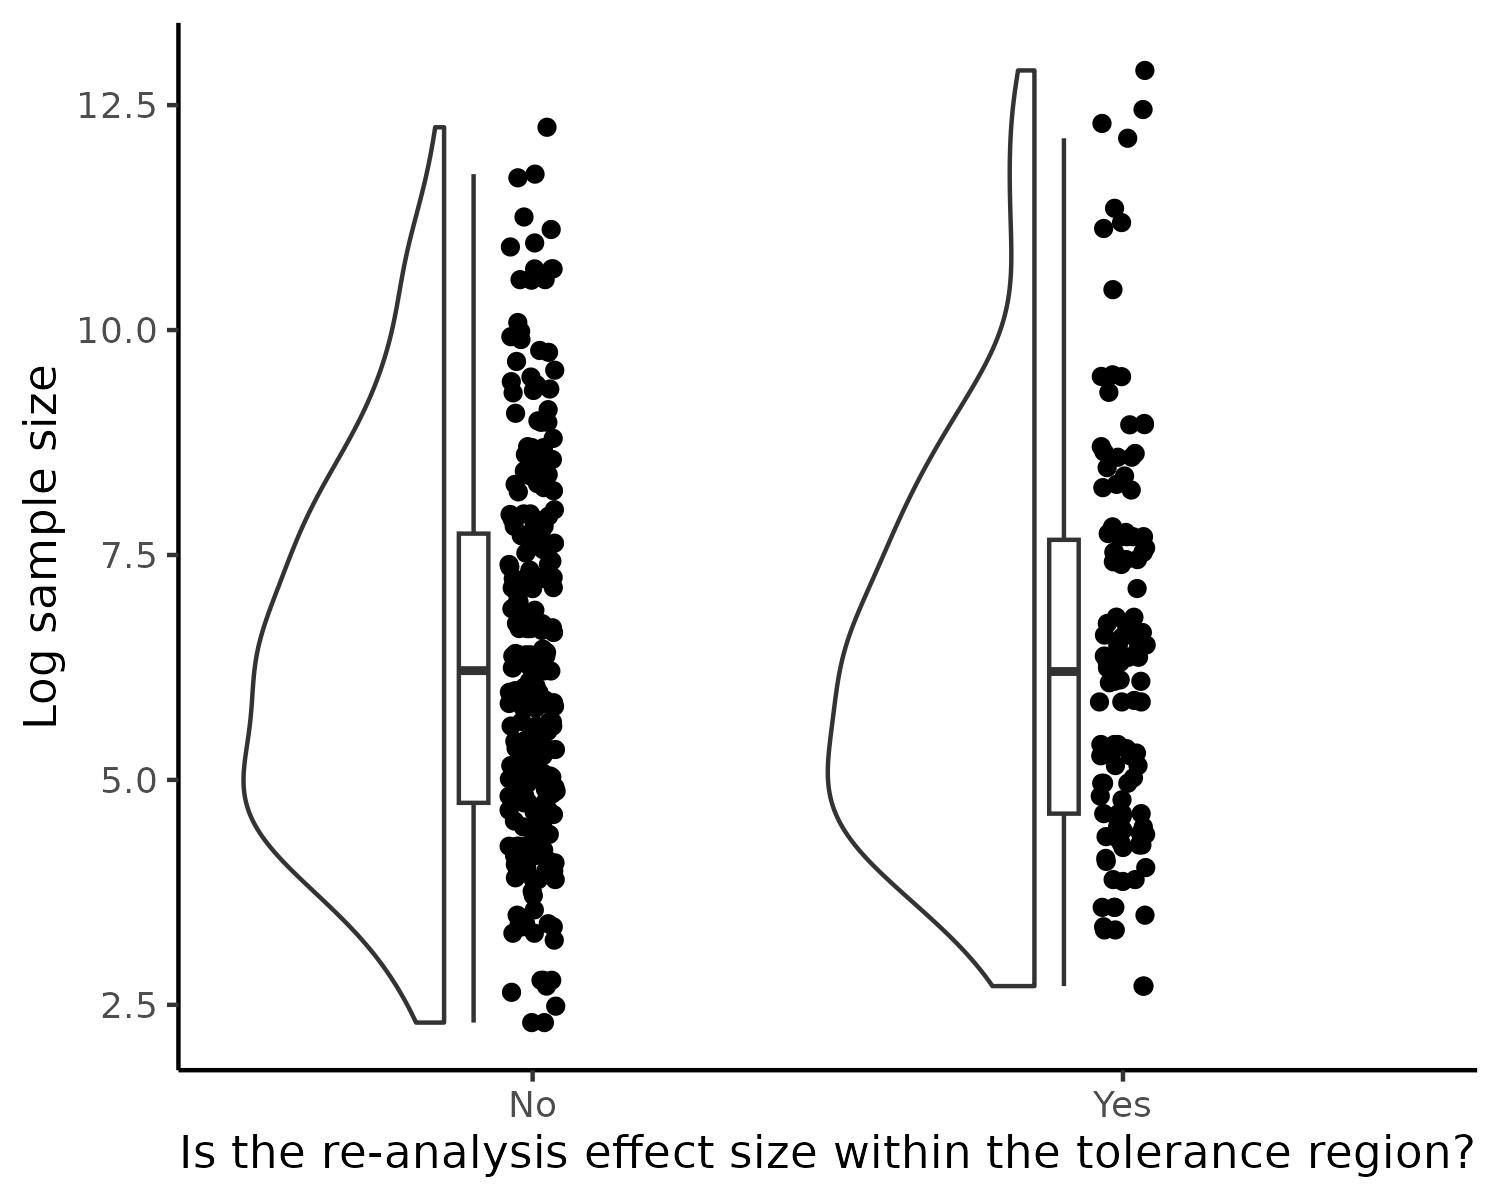 Log sample size
12.5
10.0
7.5
5.0
2.5
No
Yes
Is the re-analysis effect size within the tolerance region?